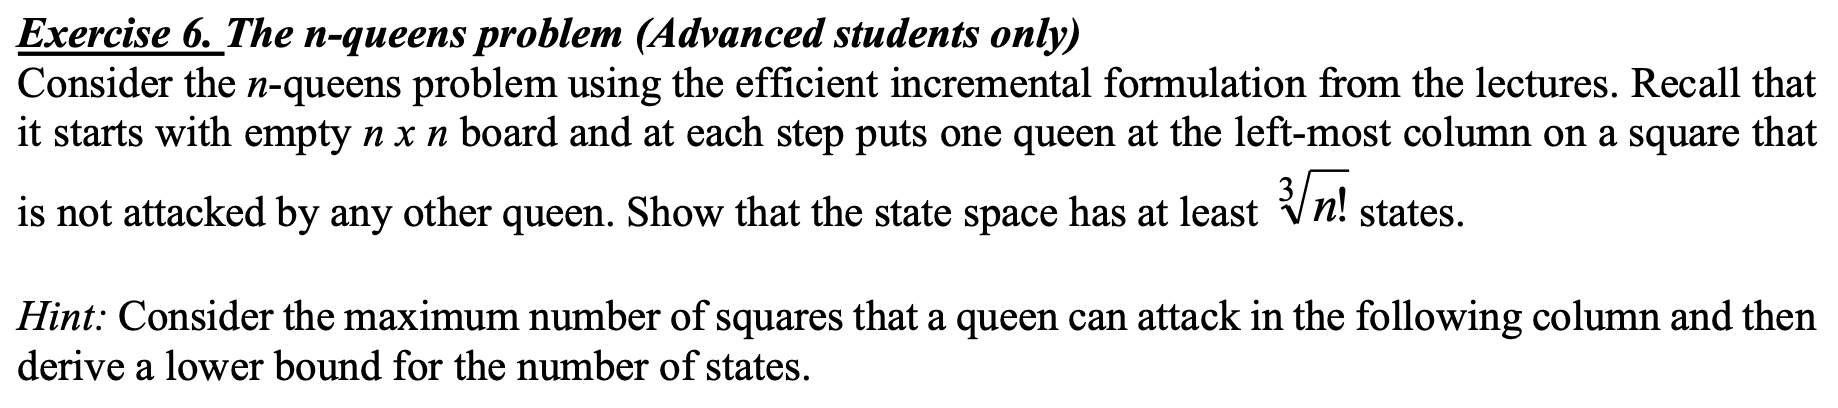 Exercise 6. The n-queens problem (Advanced students only)
Consider the n-queens problem using the efficient incremental formulation from the lectures. Recall that
it starts with empty n x n board and at each step puts one queen at the left-most column on a square that
is not attacked by any other queen. Show that the state space has at least ∛n! states.
Hint: Consider the maximum number of squares that a queen can attack in the following column and then
derive a lower bound for the number of states.